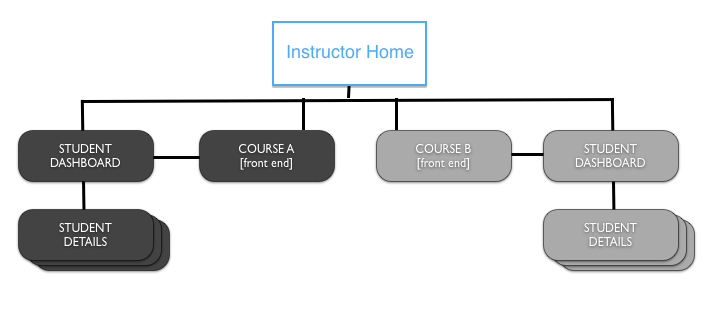 Instructor Home
STUDENT
DASHBOARD
COURSE A
[front end]
COURSE B
[front end]
STUDENT
DASHBOARD
STUDENT
DETAILS
STUDENT
DETAILS